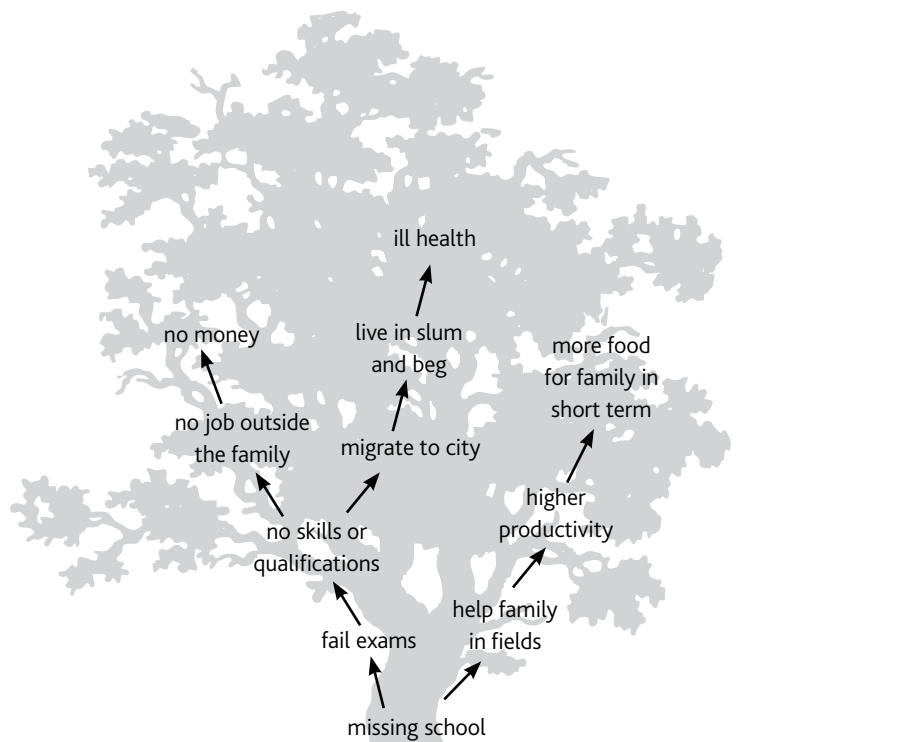 ill health
live in slum
and beg
no money
more food
for family in
short term
no job outside
the family
migrate to city
higher
productivity
no skills or
qualifications
help family
in fields
fail exams
missing school